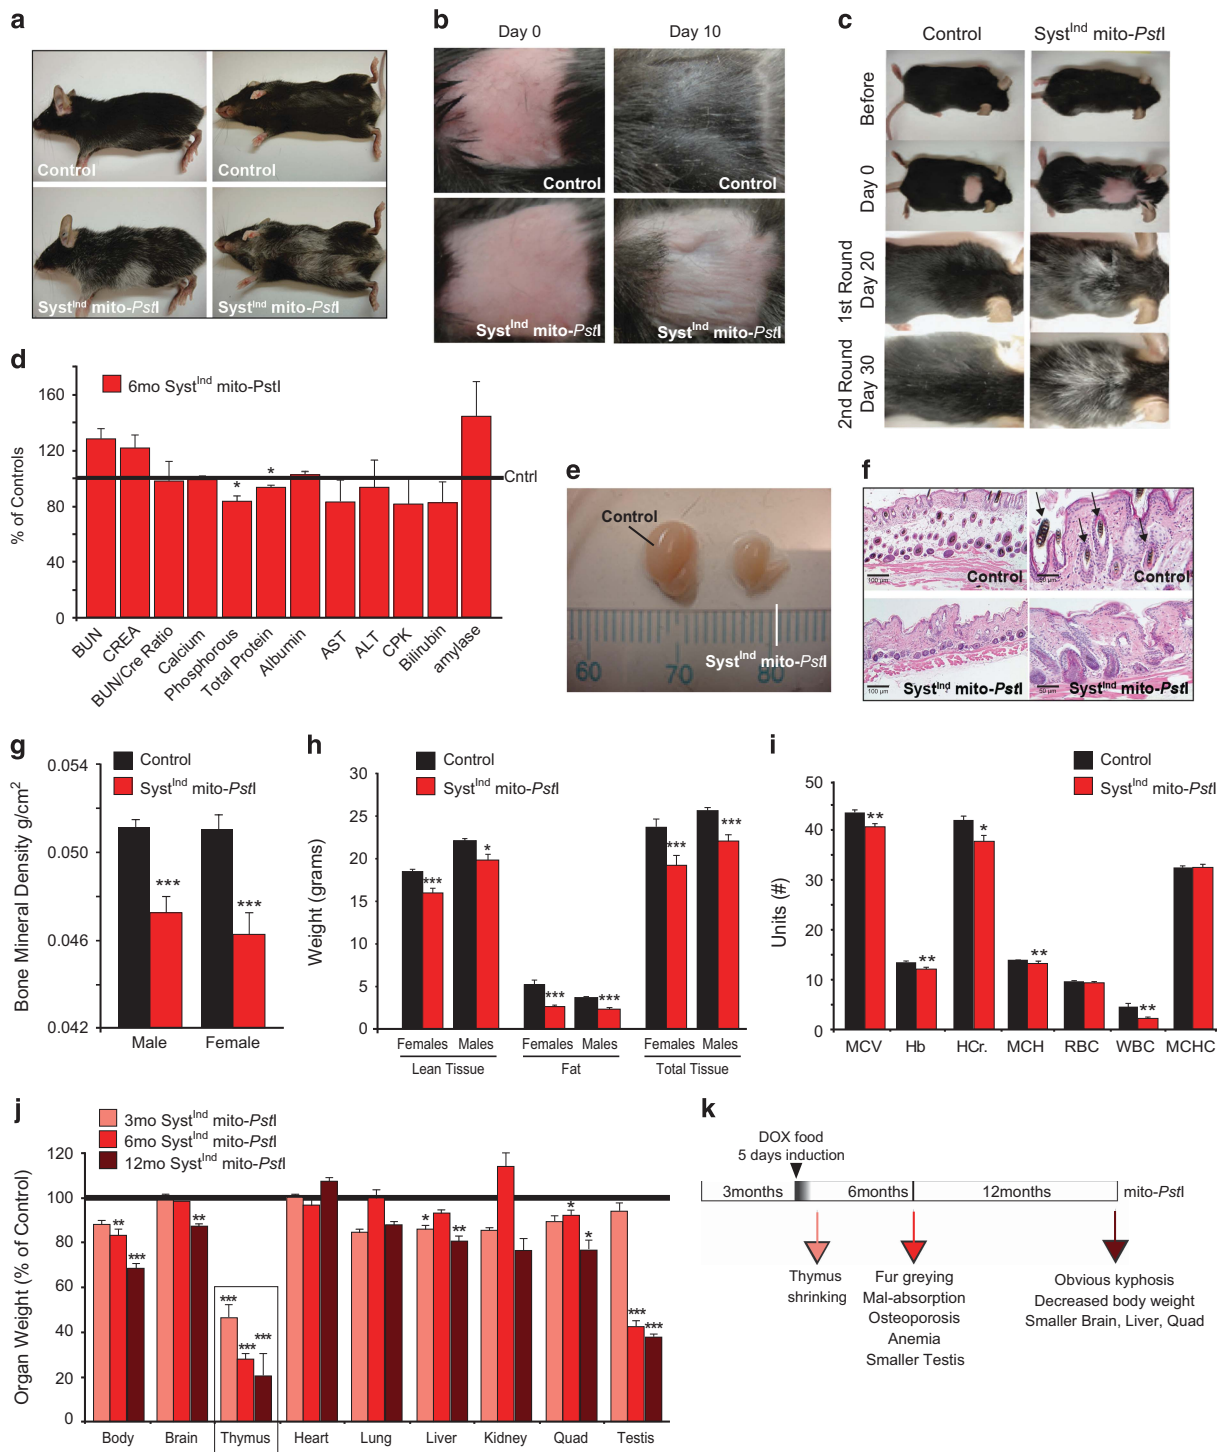 a
Control
Control
Syst^Ind mito-PstI
Syst^Ind mito-PstI
b
Day 0
Day 10
Control
Control
Syst^Ind mito-PstI
Syst^Ind mito-PstI
c
Control
Syst^Ind mito-PstI
Before
Day 0
1st Round
Day 20
2nd Round
Day 30
d
6mo Syst^Ind mito-PstI
% of Controls
160
120
100
80
40
0
Cntrl
*
*
BUN
CREA
BUN/Cre Ratio
Calcium
Phosphorous
Total Protein
Albumin
AST
ALT
CPK
Bilirubin
amylase
e
Control
Syst^Ind mito-PstI
60
70
80
f
Control
Control
Syst^Ind mito-PstI
Syst^Ind mito-PstI
100 µm
50 µm
100 µm
50 µm
g
Control
Syst^Ind mito-PstI
Bone Mineral Density g/cm²
0.054
0.050
0.046
0.042
***
***
Male
Female
h
Control
Syst^Ind mito-PstI
Weight (grams)
30
25
20
15
10
5
0
***
*
***
***
***
***
Females Males Females Males Females Males
Lean Tissue
Fat
Total Tissue
i
Control
Syst^Ind mito-PstI
Units (#)
50
40
30
20
10
0
**
**
*
**
**
MCV Hb HCr. MCH RBC WBC MCHC
j
3mo Syst^Ind mito-PstI
6mo Syst^Ind mito-PstI
12mo Syst^Ind mito-PstI
Organ Weight (% of Control)
120
100
80
60
40
20
0
**
***
**
***
***
***
*
**
*
*
***
***
Body Brain Thymus Heart Lung Liver Kidney Quad Testis
k
DOX food
5 days induction
3months
6months
12months
mito-PstI
Thymus
shrinking
Fur greying
Mal-absorption
Osteoporosis
Anemia
Smaller Testis
Obvious kyphosis
Decreased body weight
Smaller Brain, Liver, Quad